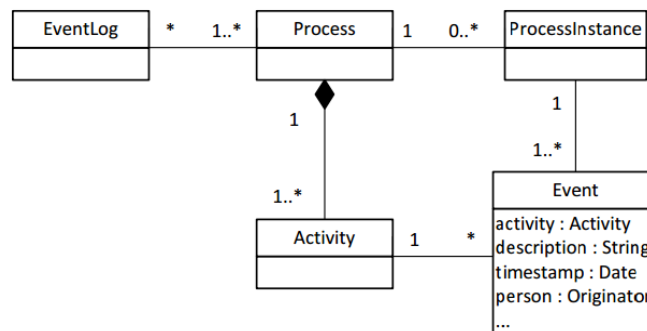 EventLog
*
1..*
Process
1
0..*
ProcessInstance
1
1
1..*
1..*
Event
Activity
1
*
activity : Activity
description : String
timestamp : Date
person : Originator
...